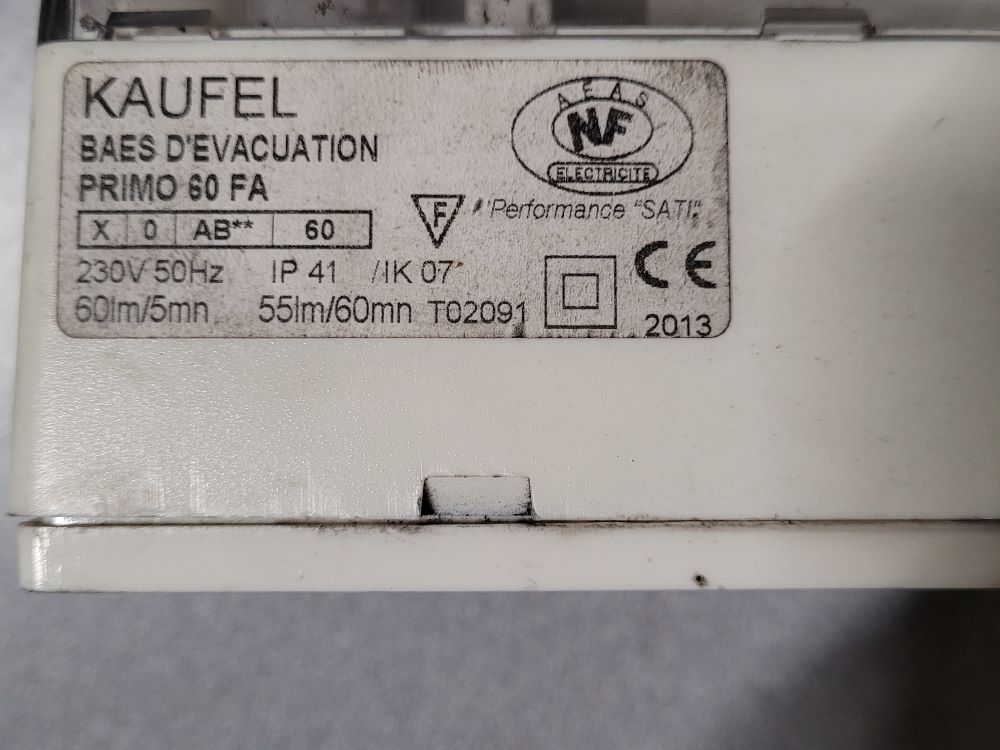 KAUFEL
BAES D'EVACUATION
PRIMO 60 FA
X 0 AB** 60
230V 50Hz IP 41 /IK 07
60lm/5mn 55lm/60mn T02091
AEAS
NF
ELECTRICITE
F "Performance "SATI"
CE
2013